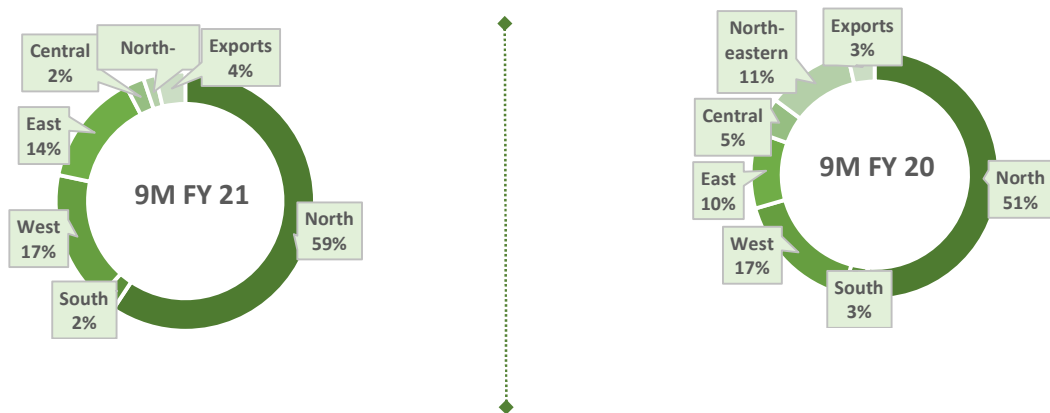 Central
2%
North-
Exports
4%
East
14%
9M FY 21
West
17%
North
59%
South
2%
North-
eastern
11%
Exports
3%
Central
5%
East
10%
9M FY 20
North
51%
West
17%
South
3%